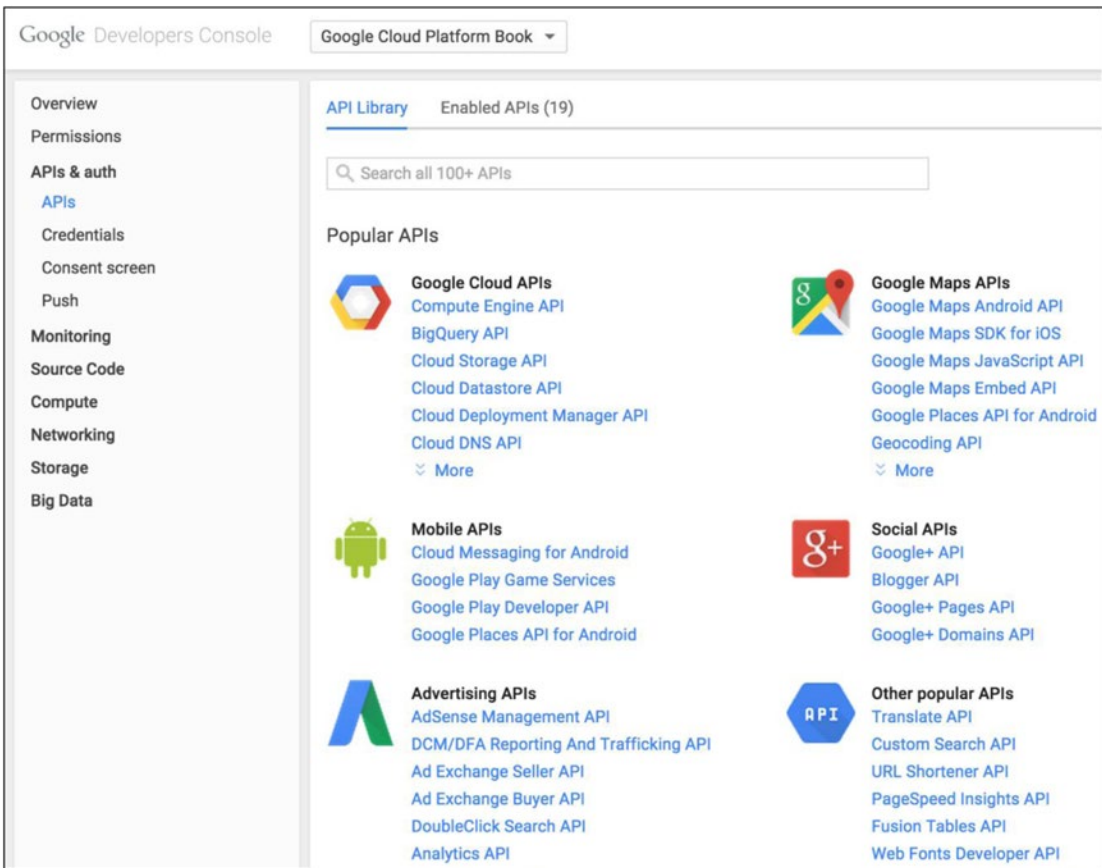 Google Developers Console
Google Cloud Platform Book
Overview
Permissions
APIs & auth
APIs
Credentials
Consent screen
Push
Monitoring
Source Code
Compute
Networking
Storage
Big Data
API Library
Enabled APIs (19)
Search all 100+ APIs
Popular APIs
Google Cloud APIs
Compute Engine API
BigQuery API
Cloud Storage API
Cloud Datastore API
Cloud Deployment Manager API
Cloud DNS API
More
g
Google Maps APIs
Google Maps Android API
Google Maps SDK for iOS
Google Maps JavaScript API
Google Maps Embed API
Google Places API for Android
Geocoding API
More
Mobile APIs
Cloud Messaging for Android
Google Play Game Services
Google Play Developer API
Google Places API for Android
g+
Social APIs
Google+ API
Blogger API
Google+ Pages API
Google+ Domains API
Advertising APIs
AdSense Management API
DCM/DFA Reporting And Trafficking API
Ad Exchange Seller API
Ad Exchange Buyer API
DoubleClick Search API
Analytics API
API
Other popular APIs
Translate API
Custom Search API
URL Shortener API
PageSpeed Insights API
Fusion Tables API
Web Fonts Developer API